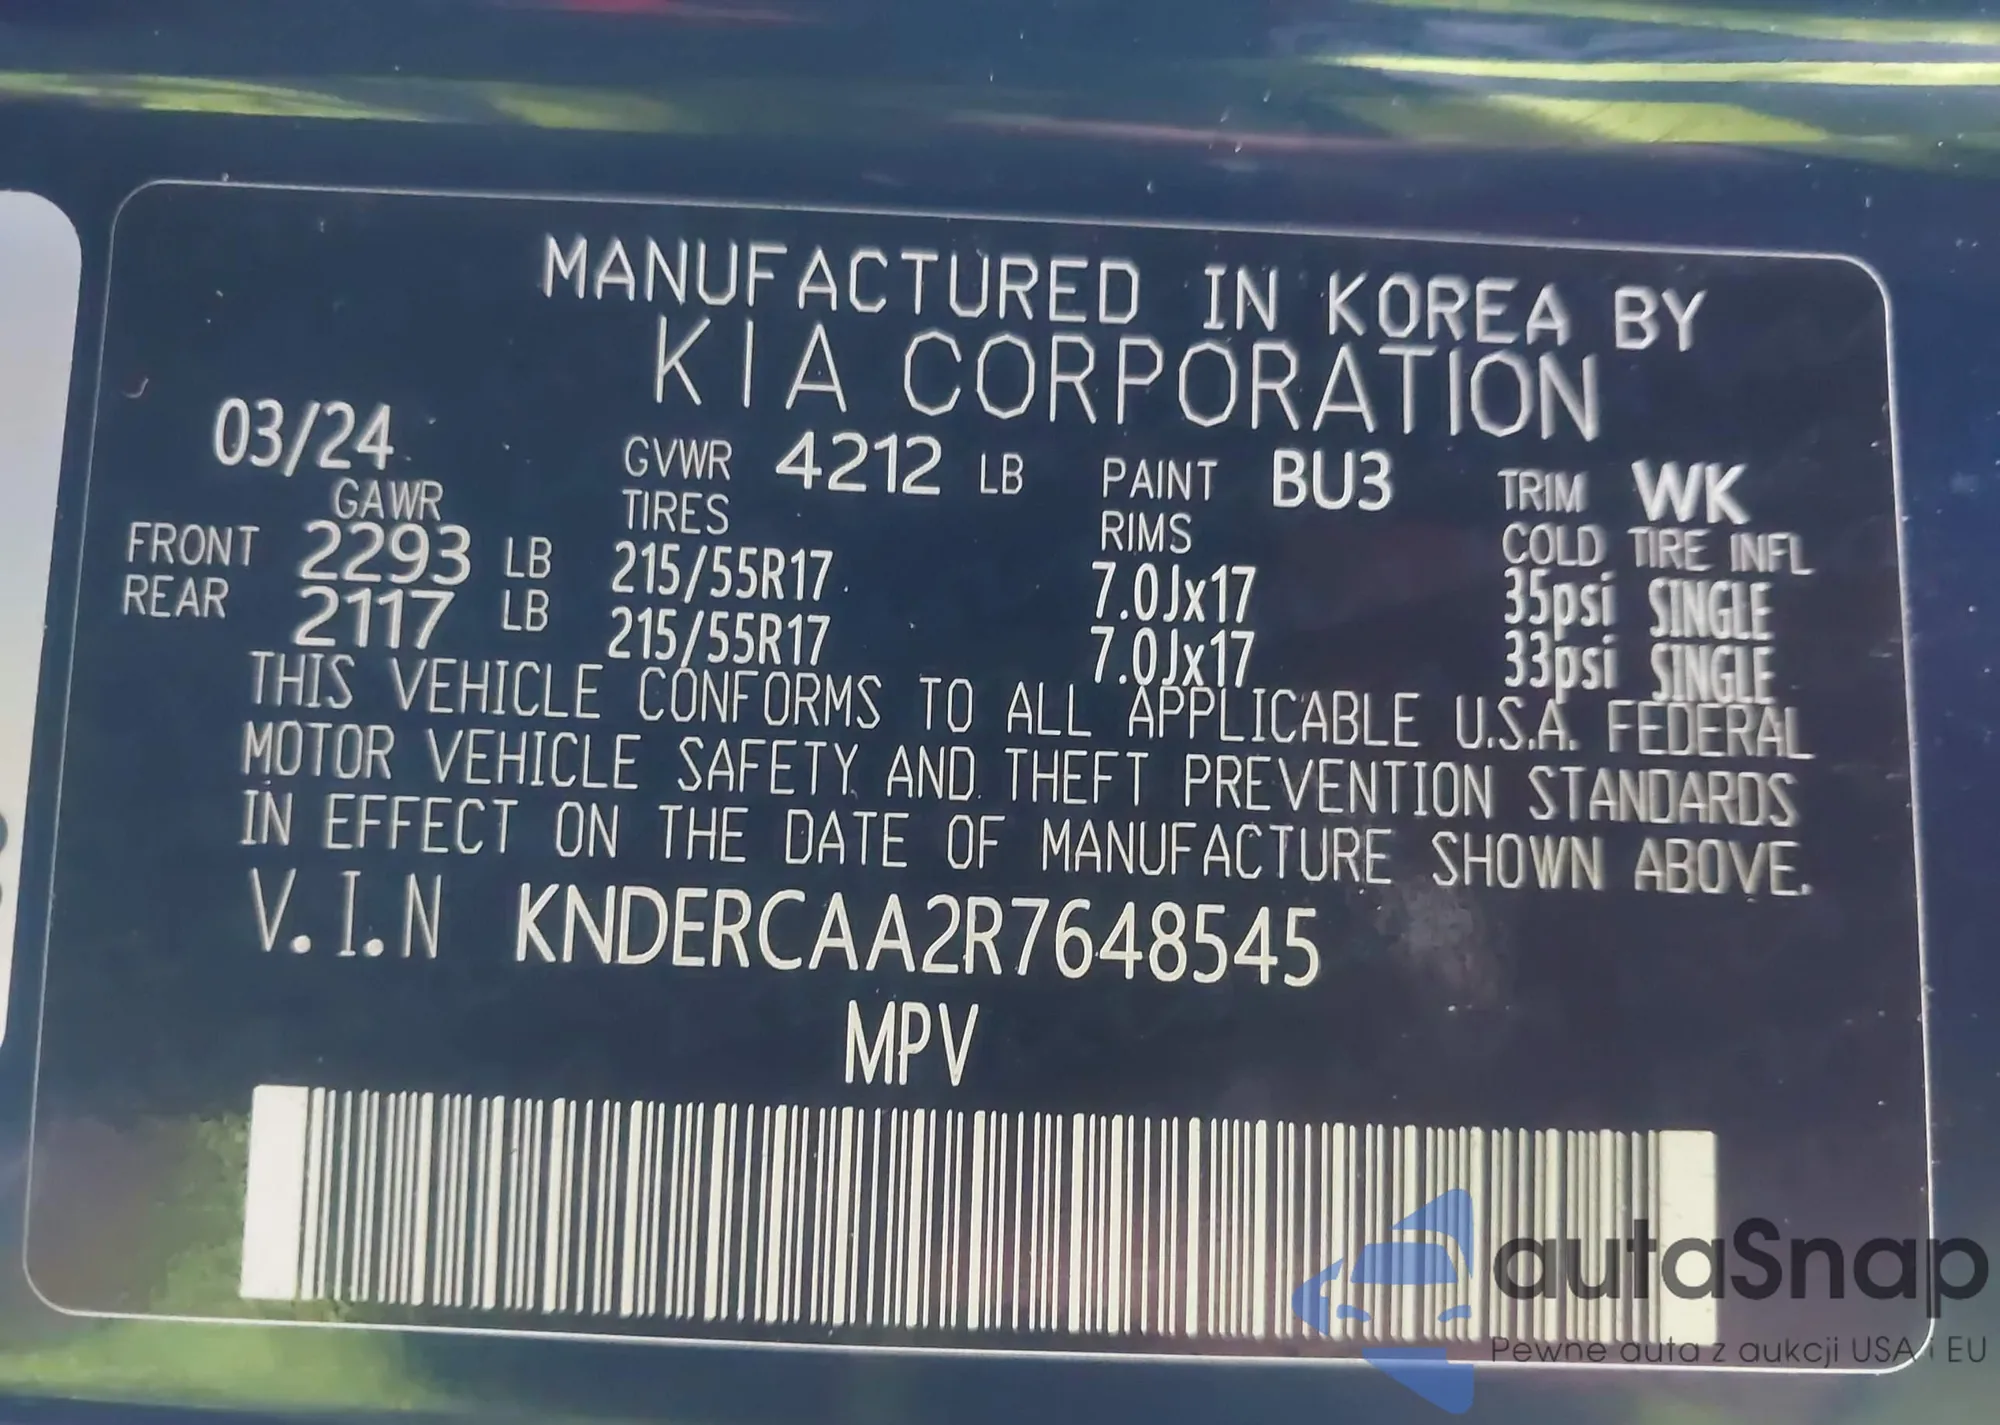 MANUFACTURED IN KOREA BY
KIA CORPORATION
03/24 GVWR 4212 LB PAINT BU3 TRIM WK
GAWR TIRES RIMS COLD TIRE INFL
FRONT 2293 LB 215/55R17 7.0Jx17 35psi SINGLE
REAR 2117 LB 215/55R17 7.0Jx17 33psi SINGLE
THIS VEHICLE CONFORMS TO ALL APPLICABLE U.S.A. FEDERAL
MOTOR VEHICLE SAFETY AND THEFT PREVENTION STANDARDS
IN EFFECT ON THE DATE OF MANUFACTURE SHOWN ABOVE.
V.I.N KNDERCAA2R7648545
MPV
autaSnap
Pewne auta z aukcji USA i EU